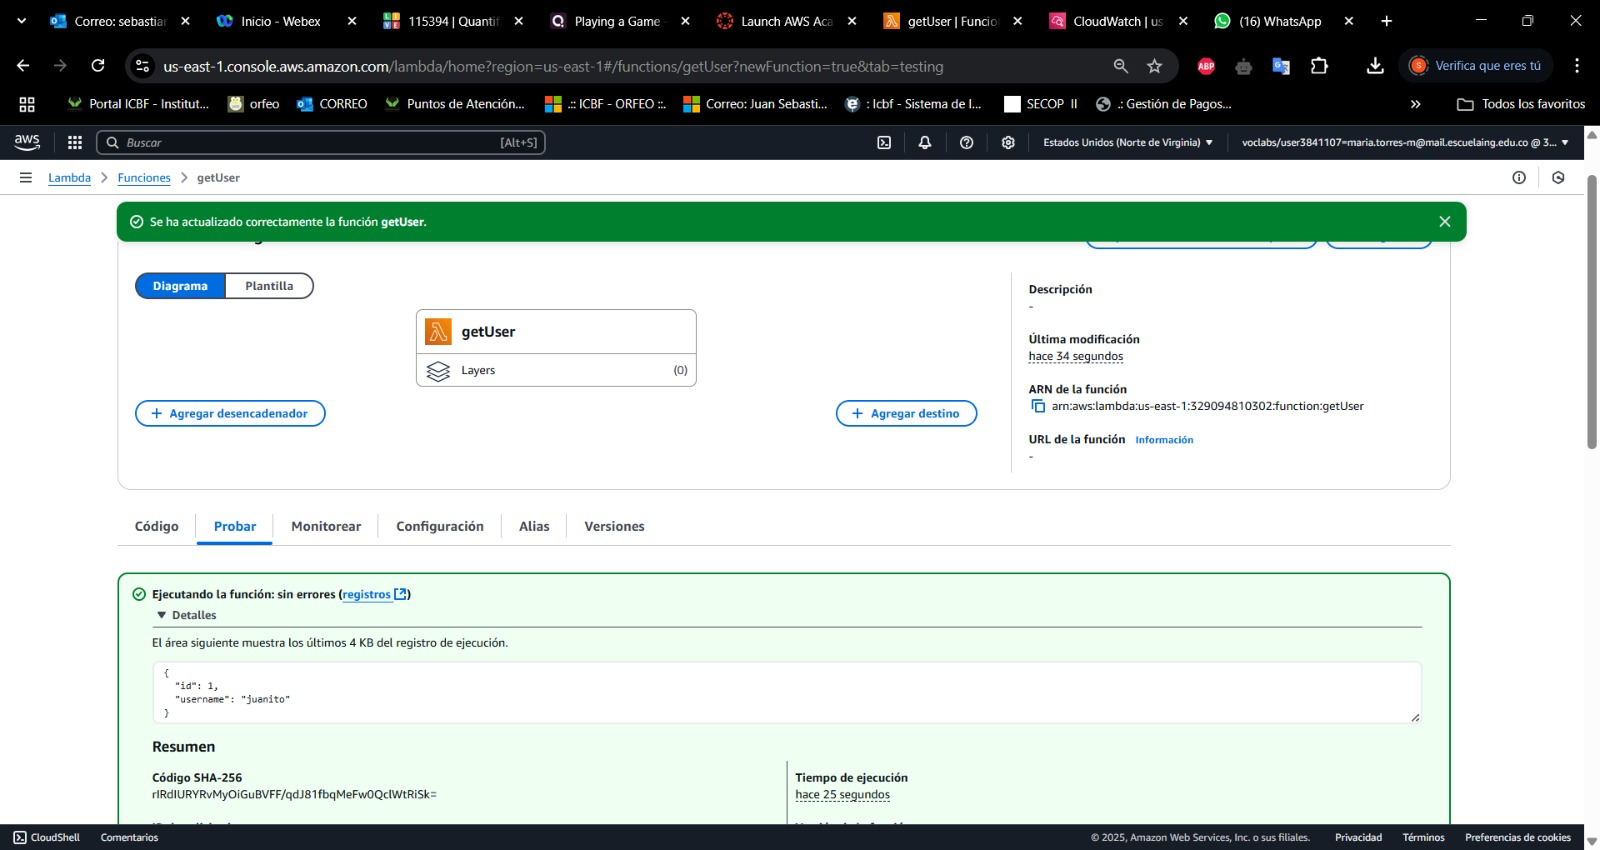 Correo: sebastiar
Inicio - Webex
115394 | Quantif
Playing a Game -
Launch AWS Aca
getUser | Funcio
CloudWatch | us
(16) WhatsApp
us-east-1.console.aws.amazon.com/lambda/home?region=us-east-1#/functions/getUser?newFunction=true&tab=testing
ABP
Verifica que eres tú
Portal ICBF - Institut...
orfeo
CORREO
Puntos de Atención...
.:: ICBF - ORFEO ::.
Correo: Juan Sebasti...
: Icbf - Sistema de I...
SECOP II
.: Gestión de Pagos...
Todos los favoritos
aws
Buscar
[Alt+S]
Estados Unidos (Norte de Virginia)
voclabs/user3841107=maria.torres-m@mail.escuelaing.edu.co @ 3...
Lambda
Funciones
getUser
Se ha actualizado correctamente la función getUser.
Diagrama
Plantilla
getUser
Layers
(0)
Agregar desencadenador
Agregar destino
Descripción
-
Última modificación
hace 34 segundos
ARN de la función
arn:aws:lambda:us-east-1:329094810302:function:getUser
URL de la función
Información
-
Código
Probar
Monitorear
Configuración
Alias
Versiones
Ejecutando la función: sin errores (registros)
Detalles
El área siguiente muestra los últimos 4 KB del registro de ejecución.
{
"id": 1,
"username": "juanito"
}
Resumen
Código SHA-256
rIRdIURYRvMyOiGuBVFF/qdJ81fbqMeFw0QclWtRiSk=
Tiempo de ejecución
hace 25 segundos
CloudShell
Comentarios
© 2025, Amazon Web Services, Inc. o sus filiales.
Privacidad
Términos
Preferencias de cookies